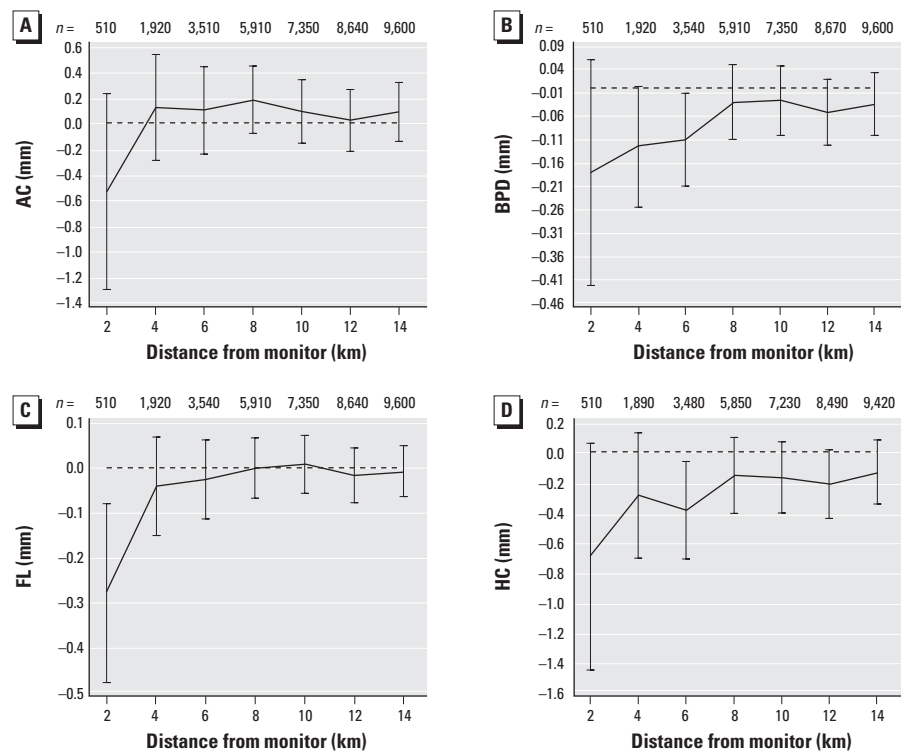 A
n = 510 1,920 3,510 5,910 7,350 8,640 9,600
0.6
0.4
0.2
0.0
–0.2
–0.4
–0.6
–0.8
–1.0
–1.2
–1.4
AC (mm)
2 4 6 8 10 12 14
Distance from monitor (km)
B
n = 510 1,920 3,540 5,910 7,350 8,670 9,600
0.09
0.04
–0.01
–0.06
–0.11
–0.16
–0.21
–0.26
–0.31
–0.36
–0.41
–0.46
BPD (mm)
2 4 6 8 10 12 14
Distance from monitor (km)
C
n = 510 1,920 3,540 5,910 7,350 8,640 9,600
0.1
0.0
–0.1
–0.2
–0.3
–0.4
–0.5
FL (mm)
2 4 6 8 10 12 14
Distance from monitor (km)
D
n = 510 1,890 3,480 5,850 7,230 8,490 9,420
0.2
0.0
–0.2
–0.4
–0.6
–0.8
–1.0
–1.2
–1.4
–1.6
HC (mm)
2 4 6 8 10 12 14
Distance from monitor (km)